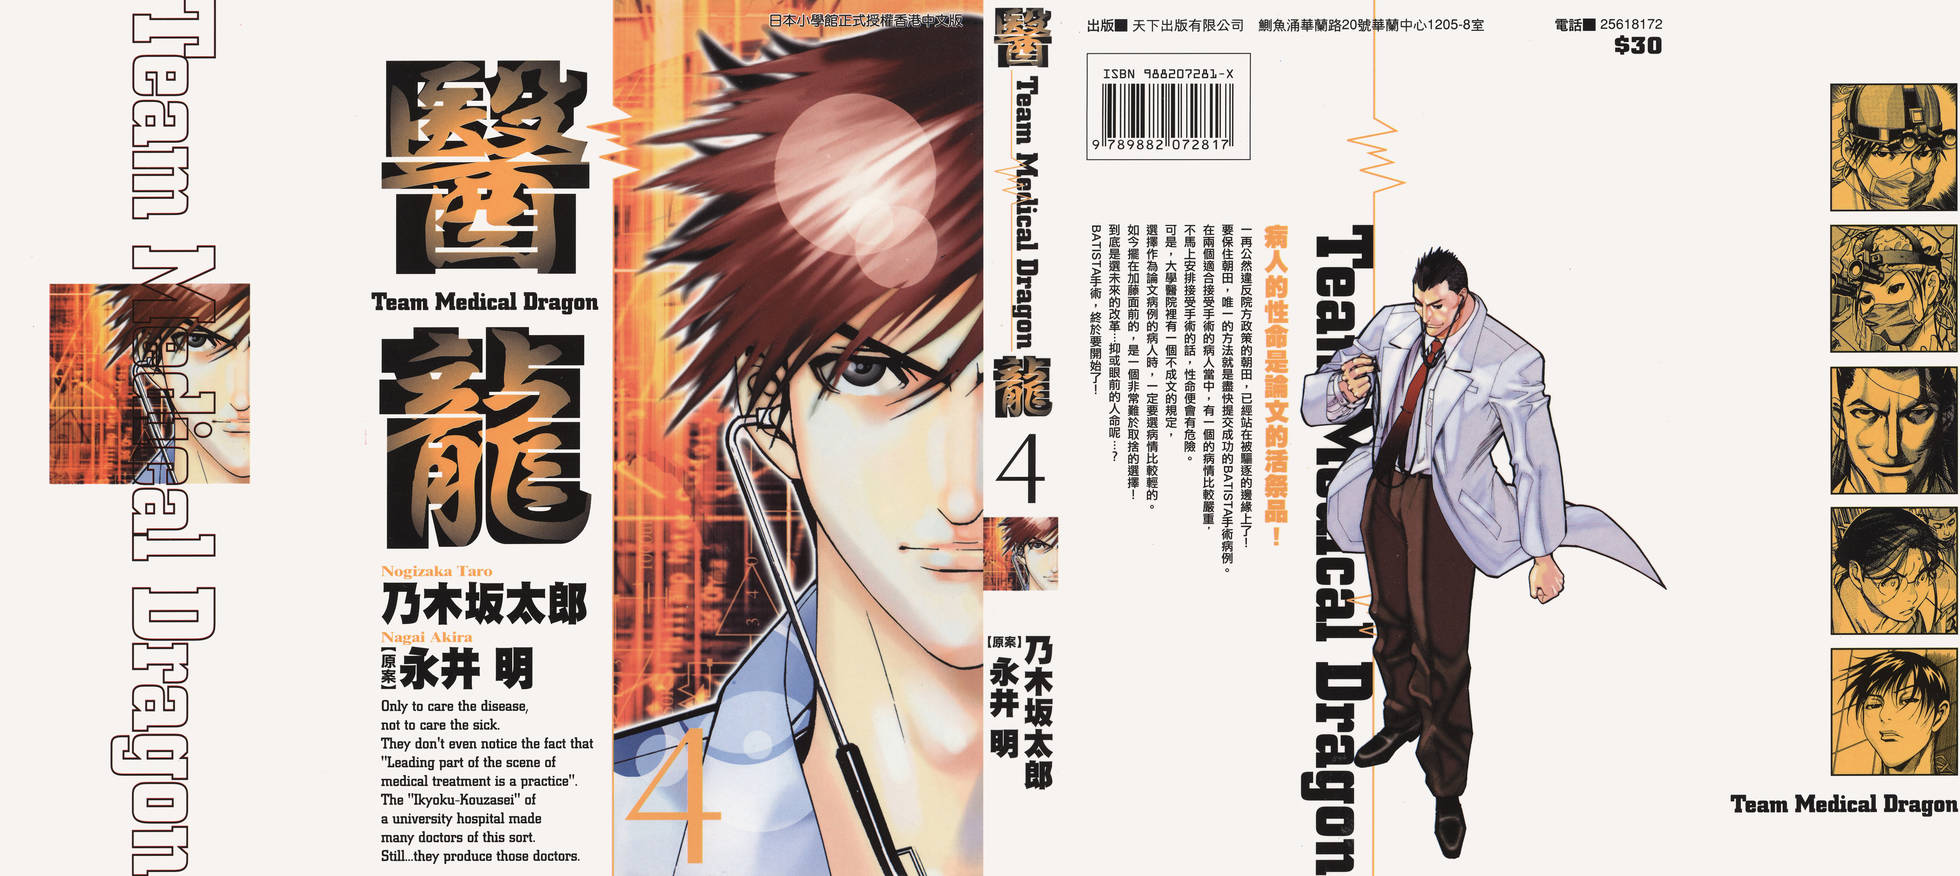 Team Medical Dragon
醫
Team Medical Dragon
龍
Nogizaka Taro
乃木坂太郎
Nagai Akira
【原案】永井 明
Only to care the disease,
not to care the sick.
They don't even notice the fact that
"Leading part of the scene of
medical treatment is a practice".
The "Ikyoku-Kouzasei" of
a university hospital made
many doctors of this sort.
Still...they produce those doctors.
日本小學館正式授權香港中文版
4
醫
Team Medical Dragon
龍
4
乃木坂太郎
【原案】永井 明
出版■ 天下出版有限公司 鰂魚涌華蘭路20號華蘭中心1205-8室
電話■ 25618172
$30
ISBN 988207281-X
9 789882 072817
病人的性命是論文的活祭品！
一再公然違反院方政策的朝田，已經站在被驅逐的邊緣上了！
要保住朝田，唯一的方法就是盡快提交成功的BATISTA手術病例。
在兩個適合接受手術的病人當中，有一個的病情比較嚴重，
不馬上安排接受手術的話，性命便會有危險。
可是，大學醫院裡有一個不成文的規定，
選擇作為論文病例的病人時，一定要選病情比較輕的。
如今擺在加藤面前的，是一個非常難於取捨的選擇！
到底是選未來的改革…抑或眼前的人命呢…？
BATISTA手術，終於要開始了！
Team Medical Dragon
Team Medical Dragon